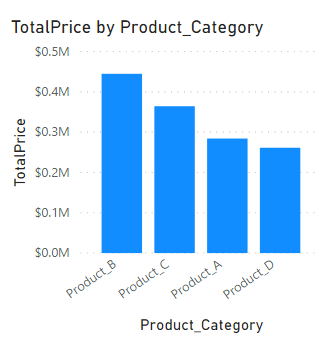 TotalPrice by Product_Category
$0.5M
$0.4M
$0.3M
$0.2M
$0.1M
$0.0M
TotalPrice
Product_B
Product_C
Product_A
Product_D
Product_Category